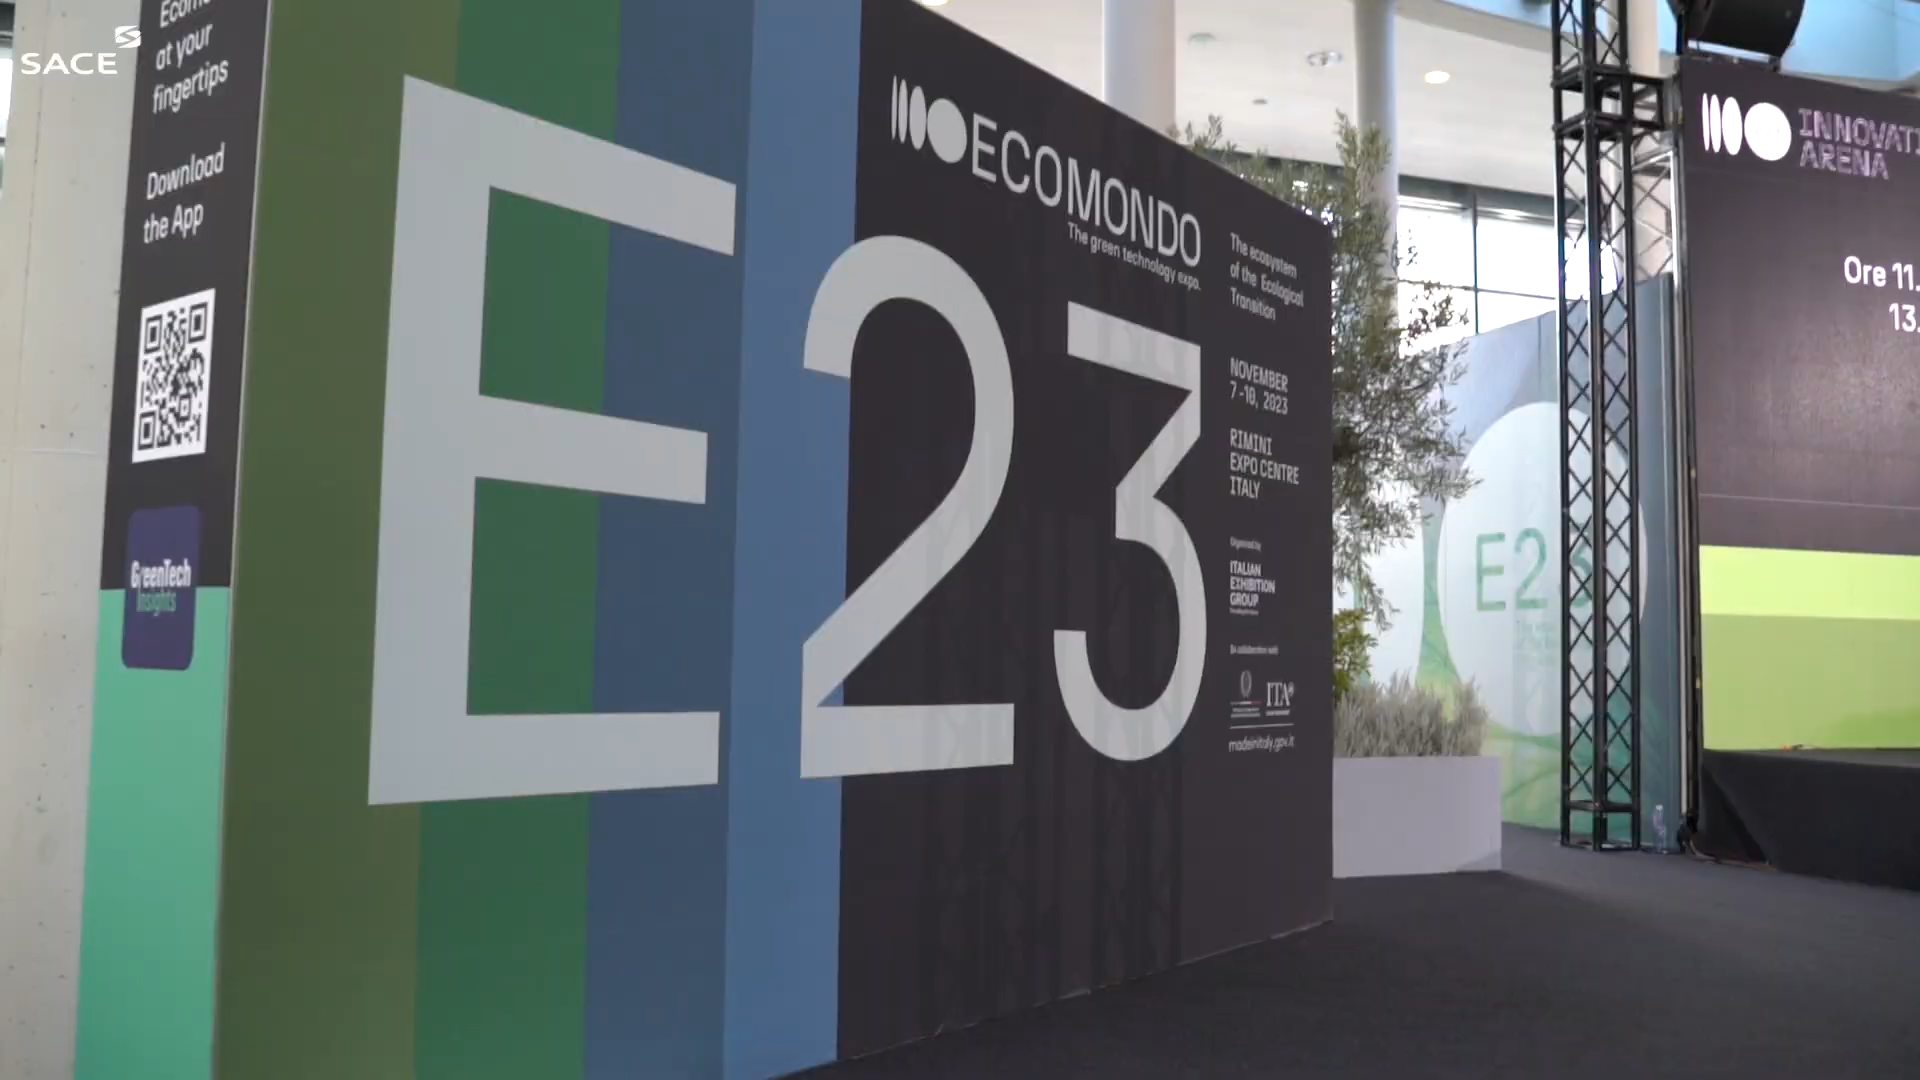 SACE
at your
fingertips
Download
the App
GreenTech
Insights
E23
ECOMONDO
The green technology expo.
The ecosystem
of the Ecological
Transition
NOVEMBER
7-10, 2023
RIMINI
EXPO CENTRE
ITALY
Organized by
ITALIAN
EXHIBITION
GROUP
In collaboration with
ITA
madeinitaly.gov.it
E23
ARENA
Ore 11.
13.